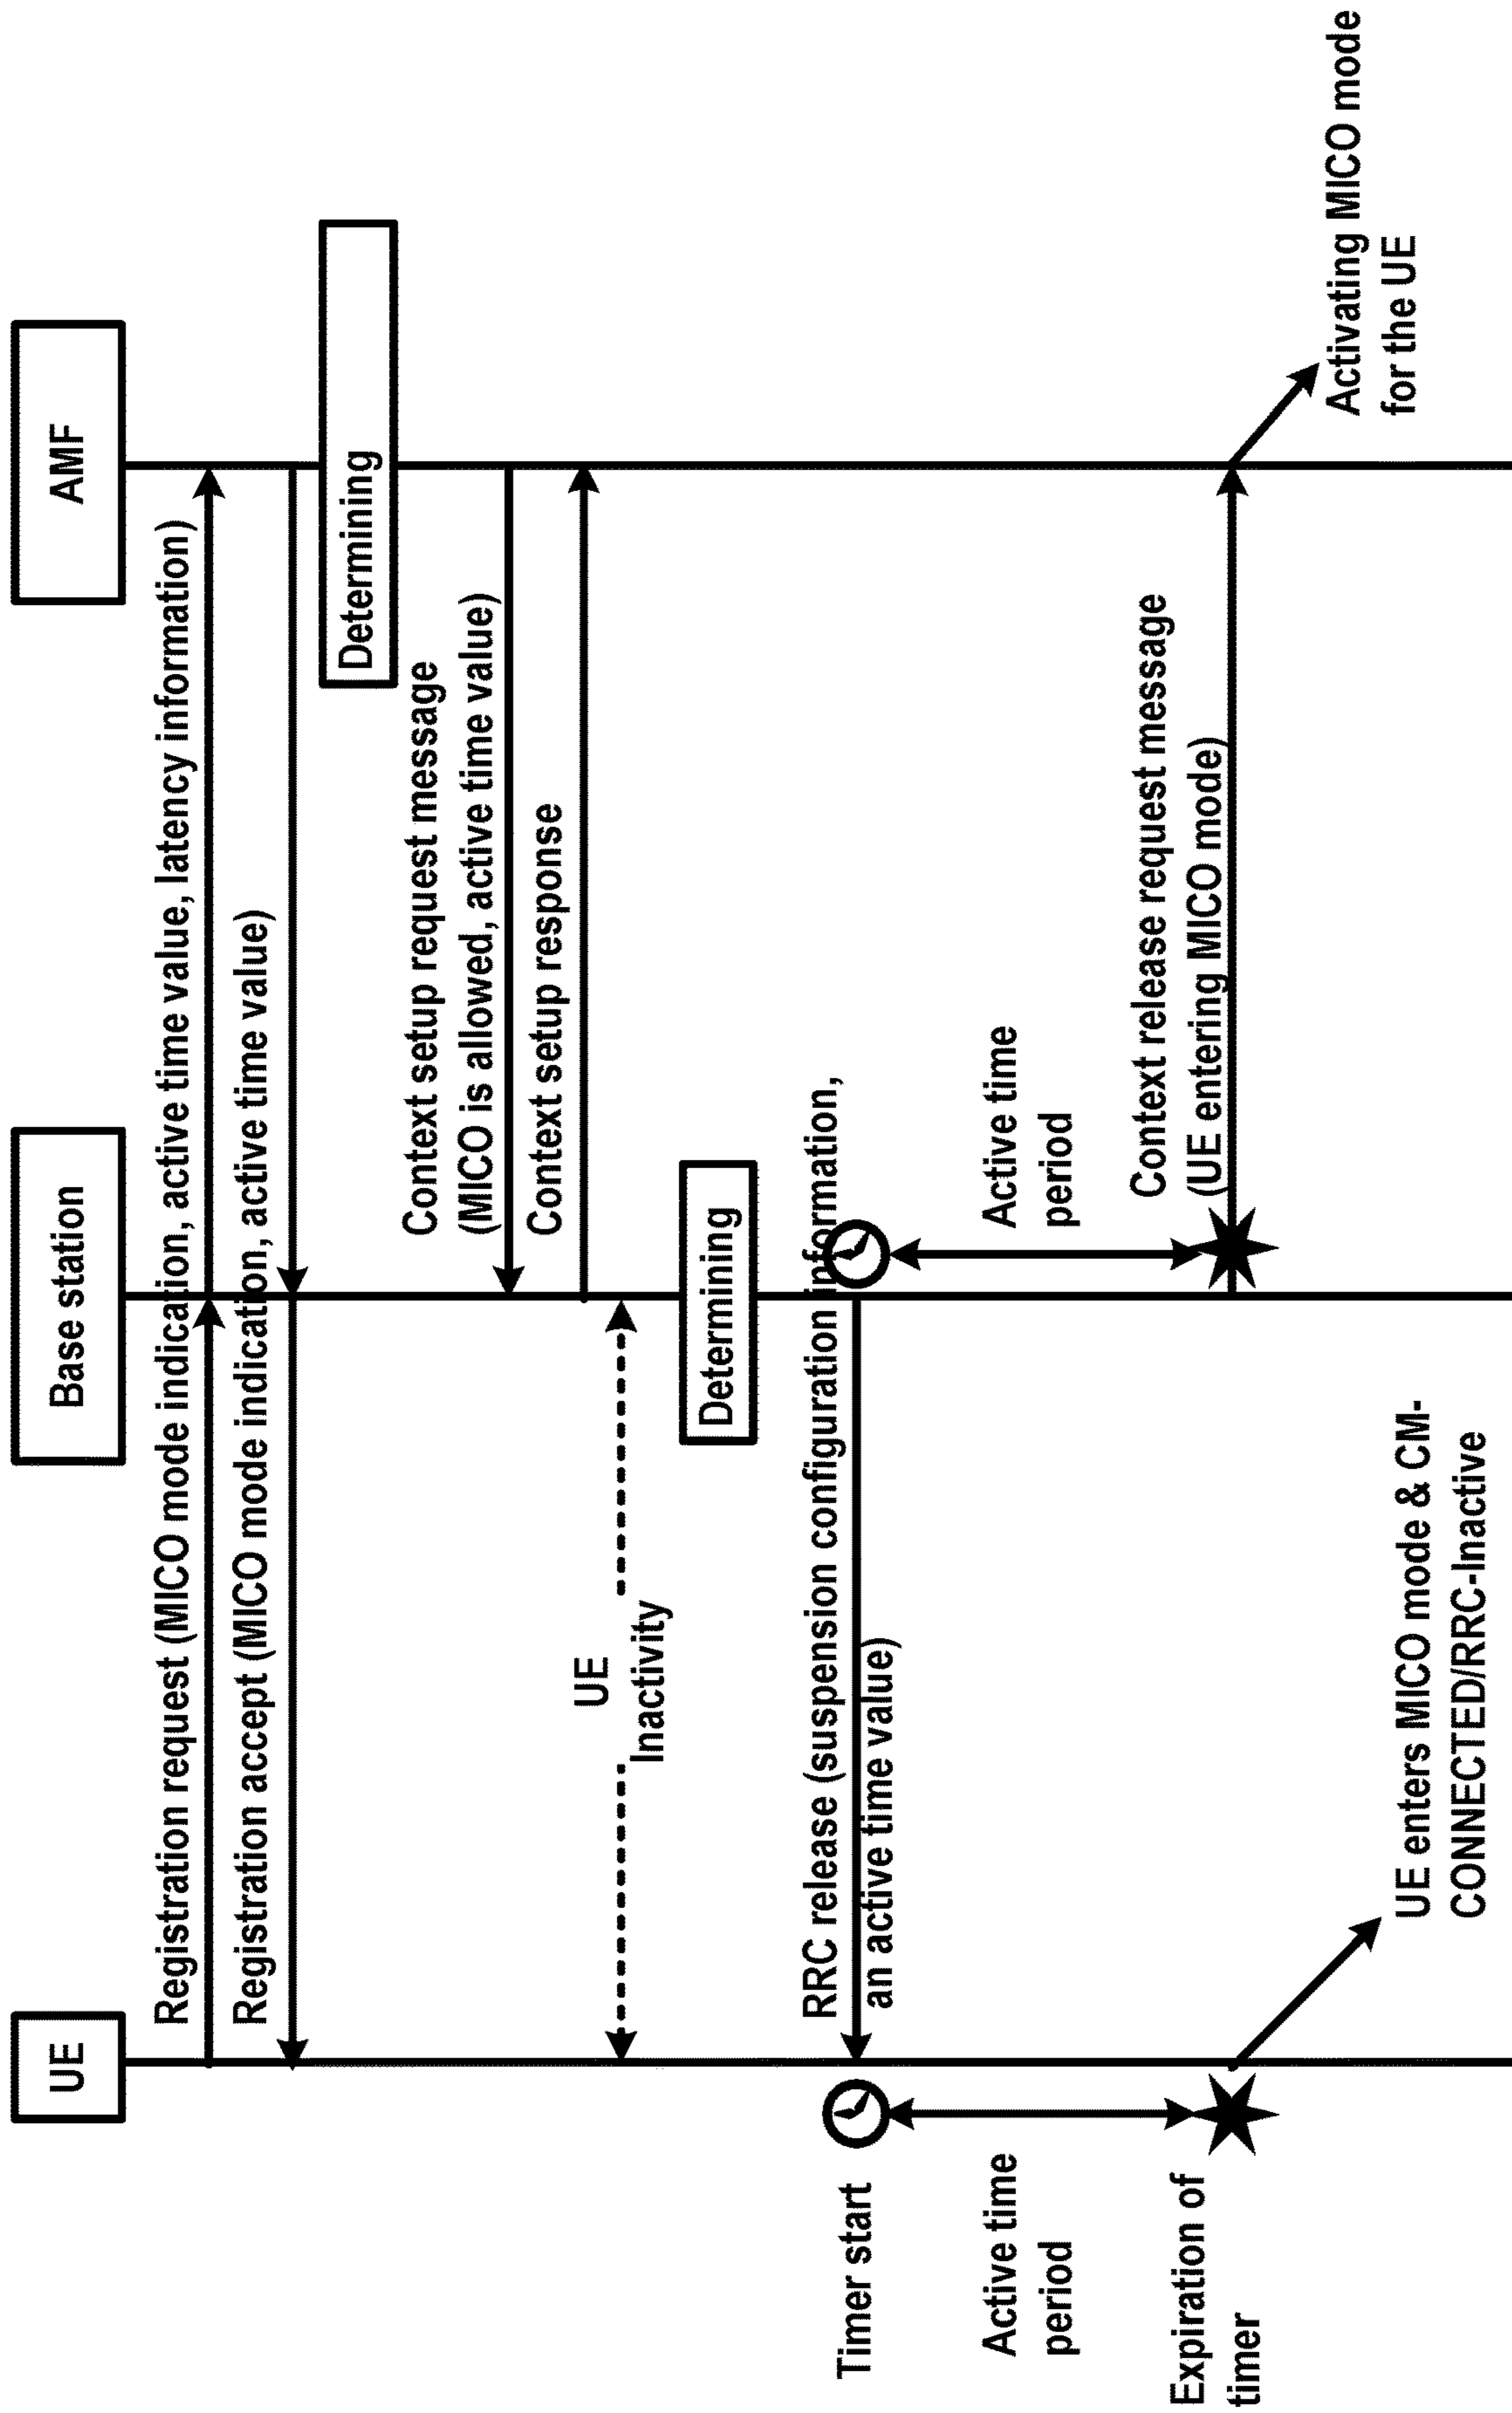 UE
Base station
AMF
Registration request (MICO mode indication, active time value, latency information)
Registration accept (MICO mode indication, active time value)
Determining
Context setup request message
(MICO is allowed, active time value)
Context setup response
UE
Inactivity
Determining
RRC release (suspension configuration information,
an active time value)
Timer start
Active time
period
Active time
period
Expiration of
timer
Context release request message
(UE entering MICO mode)
Activating MICO mode
for the UE
UE enters MICO mode & CM-
CONNECTED/RRC-Inactive